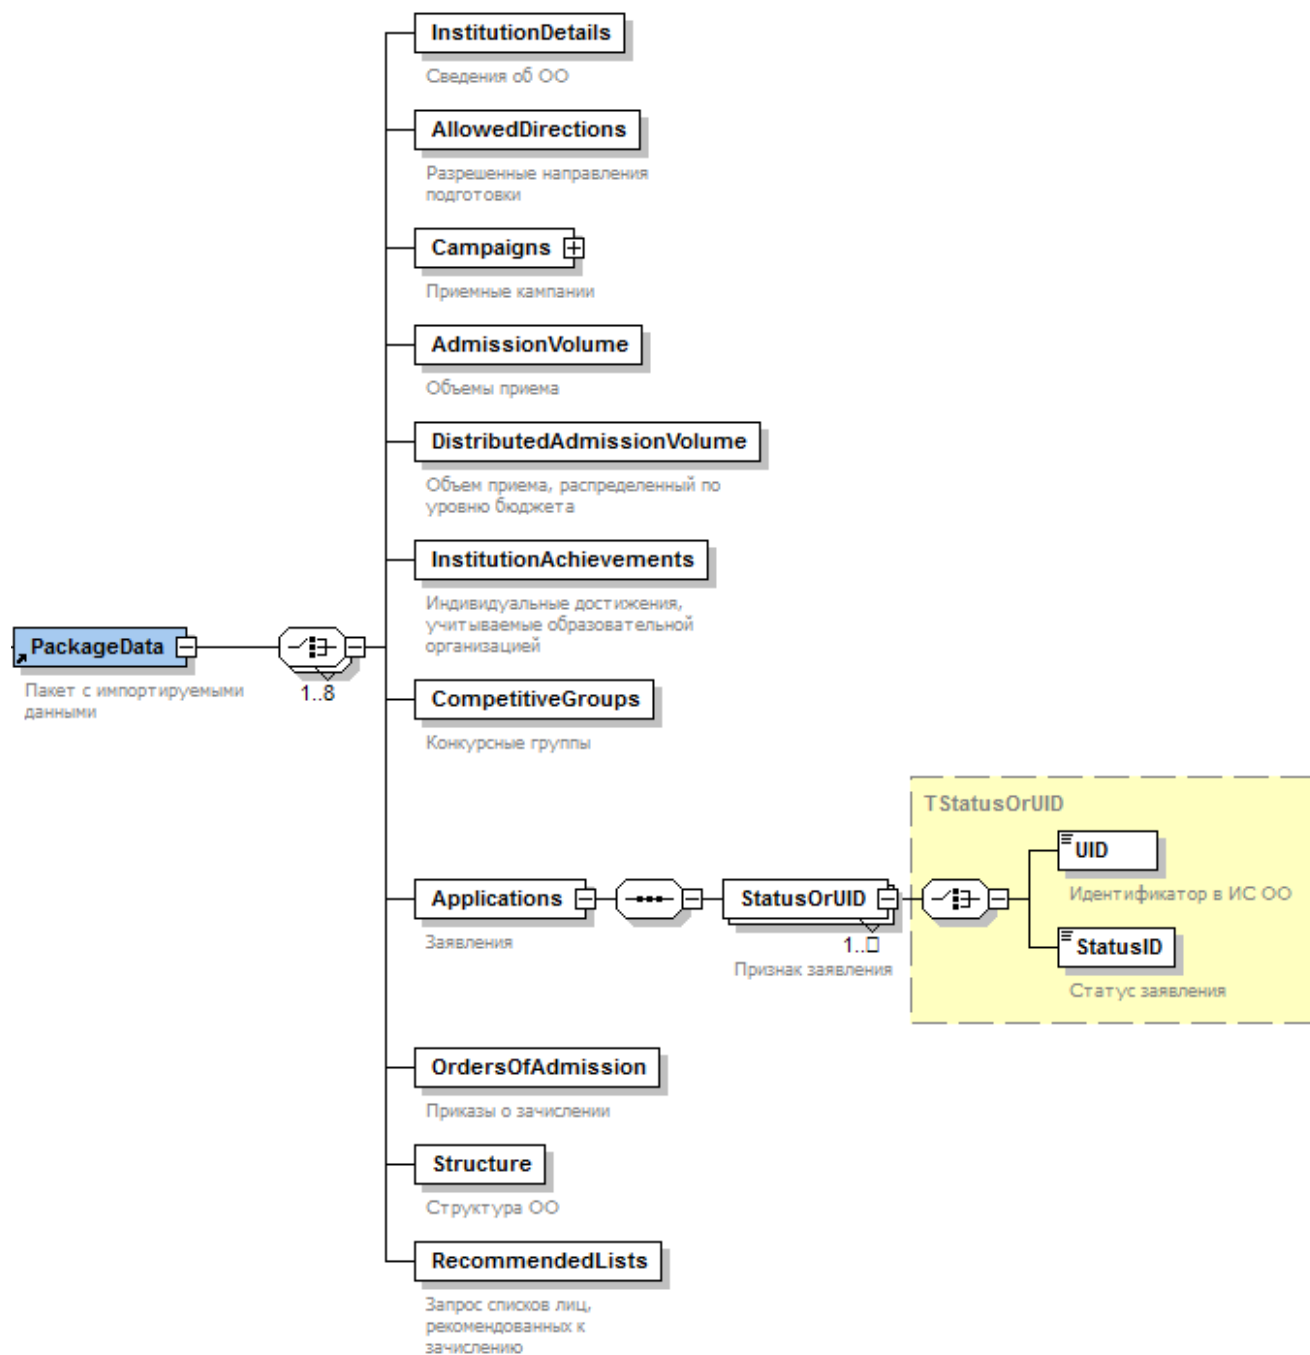 InstitutionDetails
Сведения об ОО
AllowedDirections
Разрешенные направления
подготовки
Campaigns
Приемные кампании
AdmissionVolume
Объемы приема
DistributedAdmissionVolume
Объем приема, распределенный по
уровню бюджета
InstitutionAchievements
Индивидуальные достижения,
учитываемые образовательной
организацией
PackageData
Пакет с импортируемыми
данными
1..8
CompetitiveGroups
Конкурсные группы
TStatusOrUID
UID
Идентификатор в ИС ОО
Applications
Заявления
StatusOrUID
1..□
Признак заявления
StatusID
Статус заявления
OrdersOfAdmission
Приказы о зачислении
Structure
Структура ОО
RecommendedLists
Запрос списков лиц,
рекомендованных к
зачислению